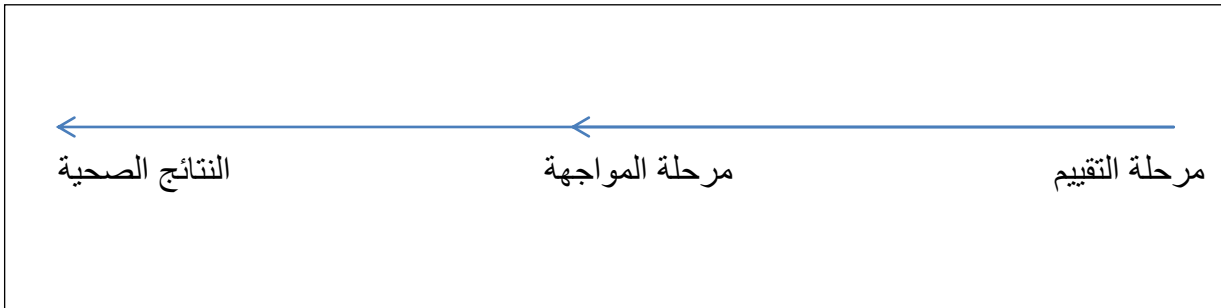 مرحلة التقييم
مرحلة المواجهة
النتائج الصحية